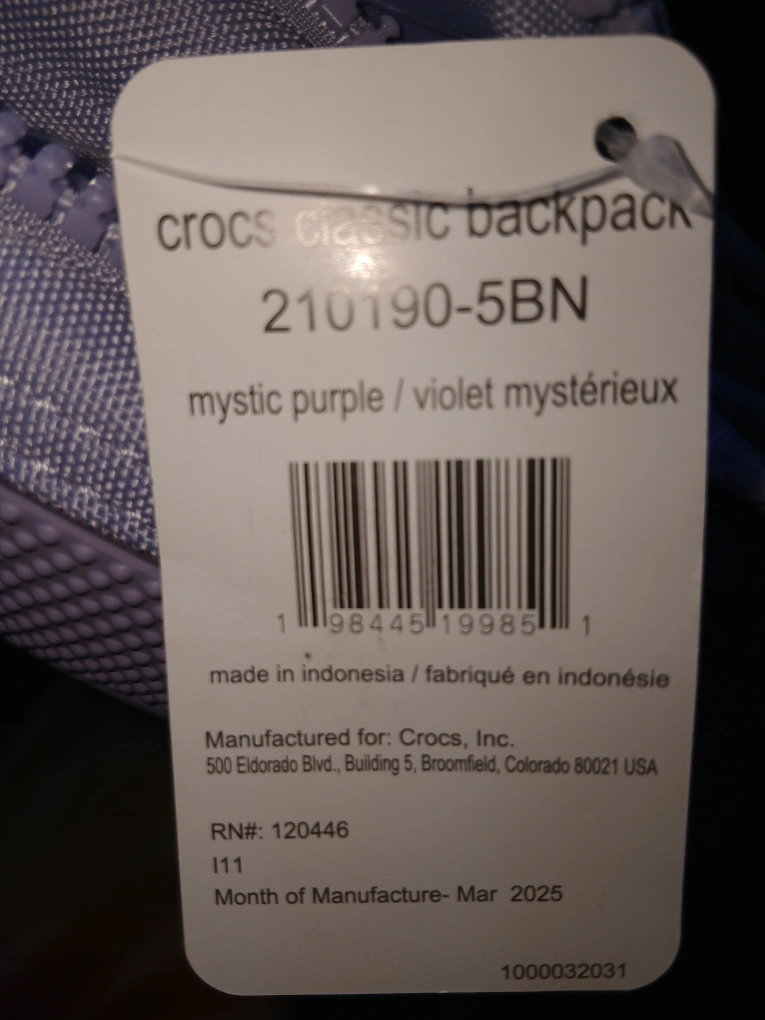 crocs classic backpack
210190-5BN
mystic purple / violet mystérieux
1 98445 19985 1
made in indonesia / fabriqué en indonésie
Manufactured for: Crocs, Inc.
500 Eldorado Blvd., Building 5, Broomfield, Colorado 80021 USA
RN#: 120446
I11
Month of Manufacture- Mar 2025
1000032031